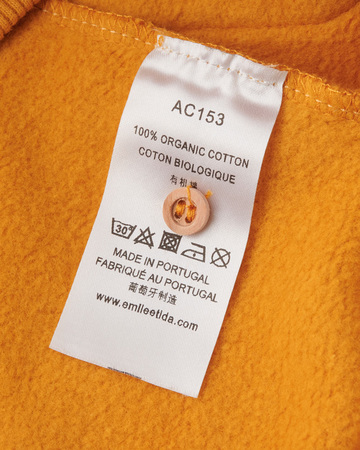 AC153
100% ORGANIC COTTON
COTON BIOLOGIQUE
有机棉
30°
MADE IN PORTUGAL
FABRIQUÉ AU PORTUGAL
葡萄牙制造
www.emileetida.com